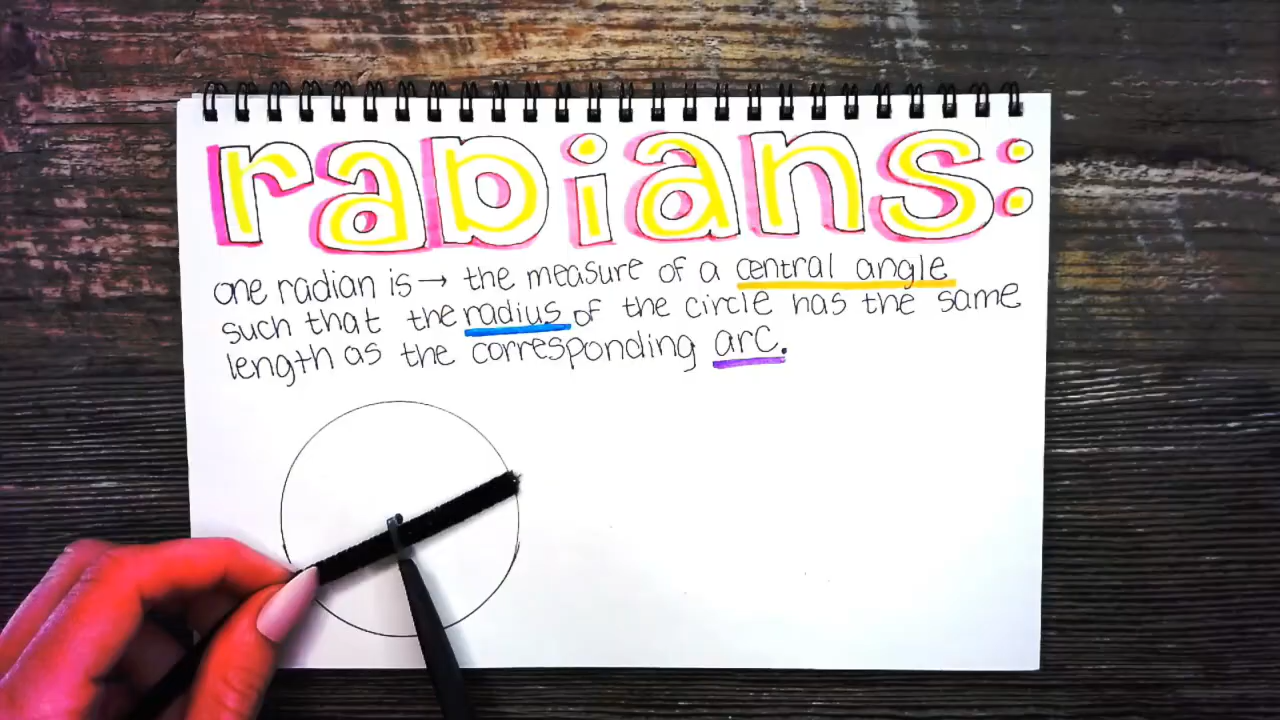 radians:
one radian is → the measure of a central angle
such that the radius of the circle has the same
length as the corresponding arc.